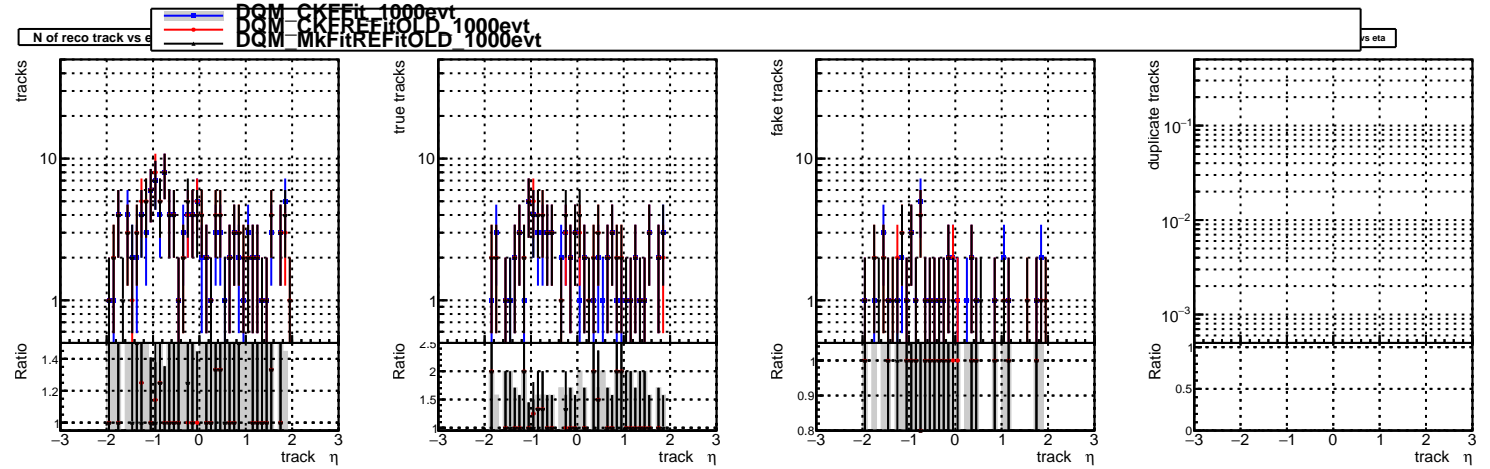 DQM_CKFFit_1000evt
DQM_CKFREFitOLD_1000evt
DQM_MkFitREFitOLD_1000evt
N of reco track vs e
vs eta
tracks
10
1
Ratio
1.4
1.2
1
−3 −2 −1 0 1 2 3
track η
true tracks
10
1
Ratio
2.5
2
1.5
1
−3 −2 −1 0 1 2 3
track η
fake tracks
10
1
Ratio
1
0.9
0.8
−3 −2 −1 0 1 2 3
track η
duplicate tracks
10−1
10−2
10−3
Ratio
1
0.5
0
−3 −2 −1 0 1 2 3
track η